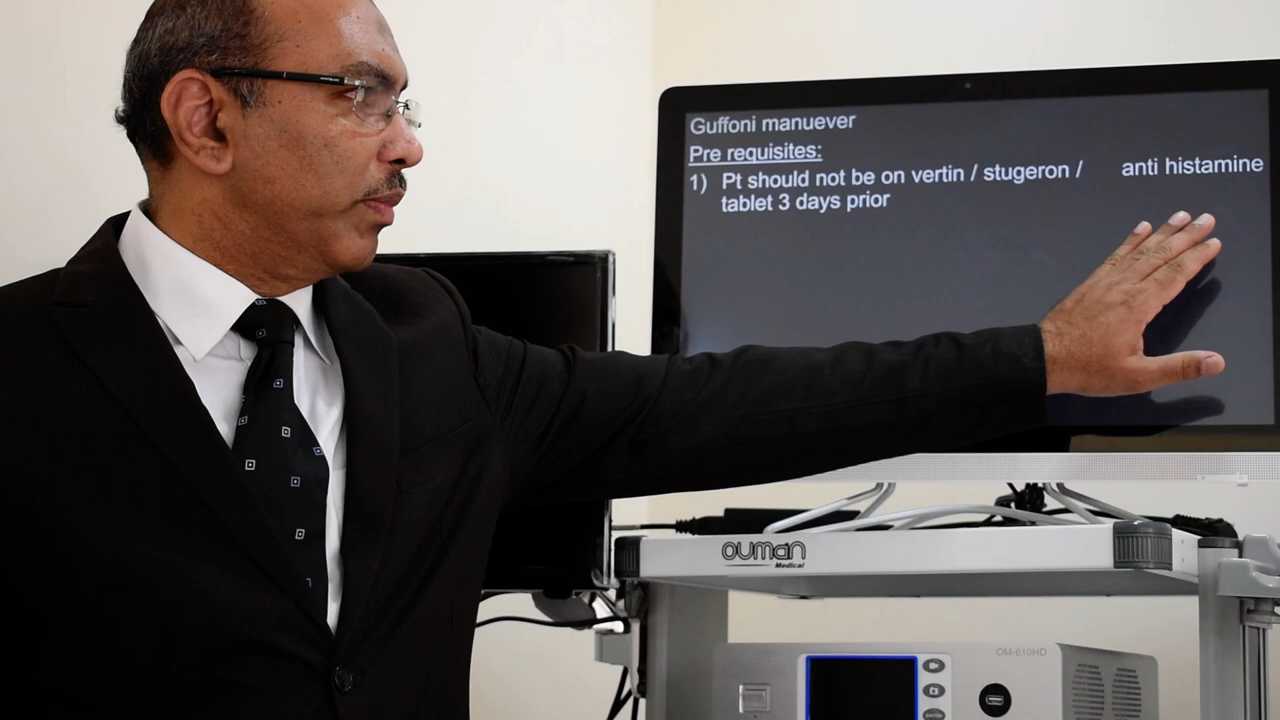 Guffoni manuever
Pre requisites:
1) Pt should not be on vertin / stugeron / anti histamine
tablet 3 days prior
ouman
Medical
OM-610HD